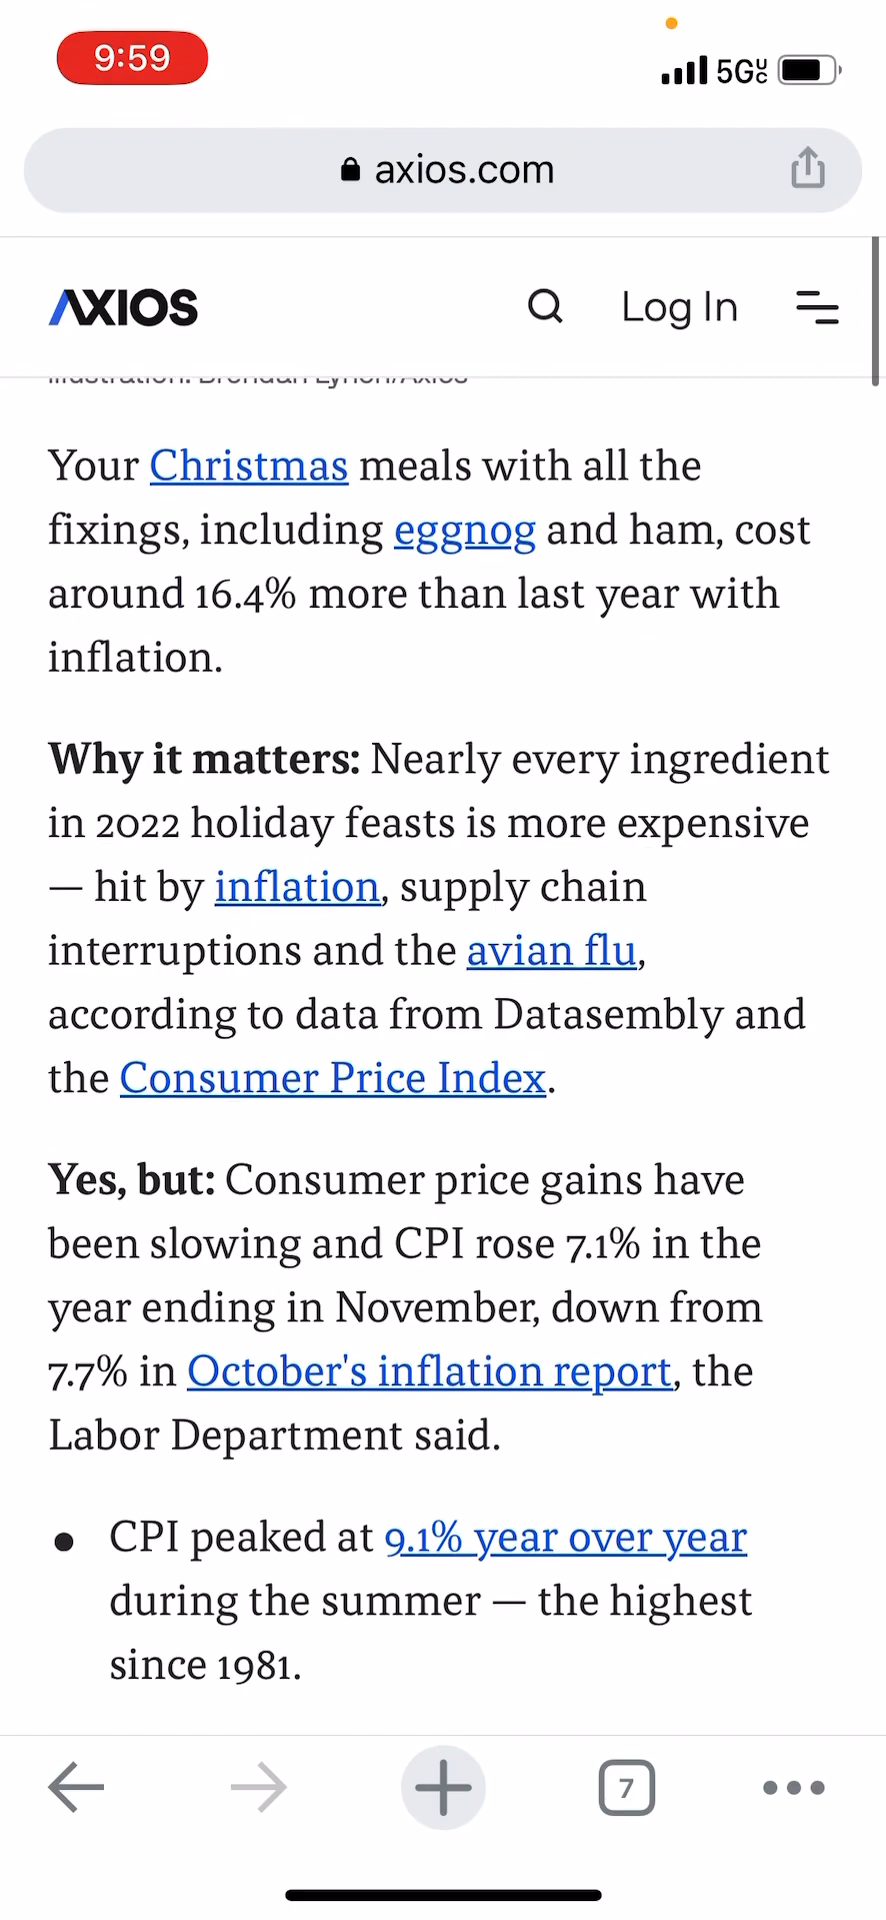 9:59
5G UC
axios.com
AXIOS
Log In
Illustration: Brendan Lynch/Axios
Your Christmas meals with all the
fixings, including eggnog and ham, cost
around 16.4% more than last year with
inflation.
Why it matters: Nearly every ingredient
in 2022 holiday feasts is more expensive
— hit by inflation, supply chain
interruptions and the avian flu,
according to data from Datasembly and
the Consumer Price Index.
Yes, but: Consumer price gains have
been slowing and CPI rose 7.1% in the
year ending in November, down from
7.7% in October's inflation report, the
Labor Department said.
● CPI peaked at 9.1% year over year
during the summer — the highest
since 1981.
7